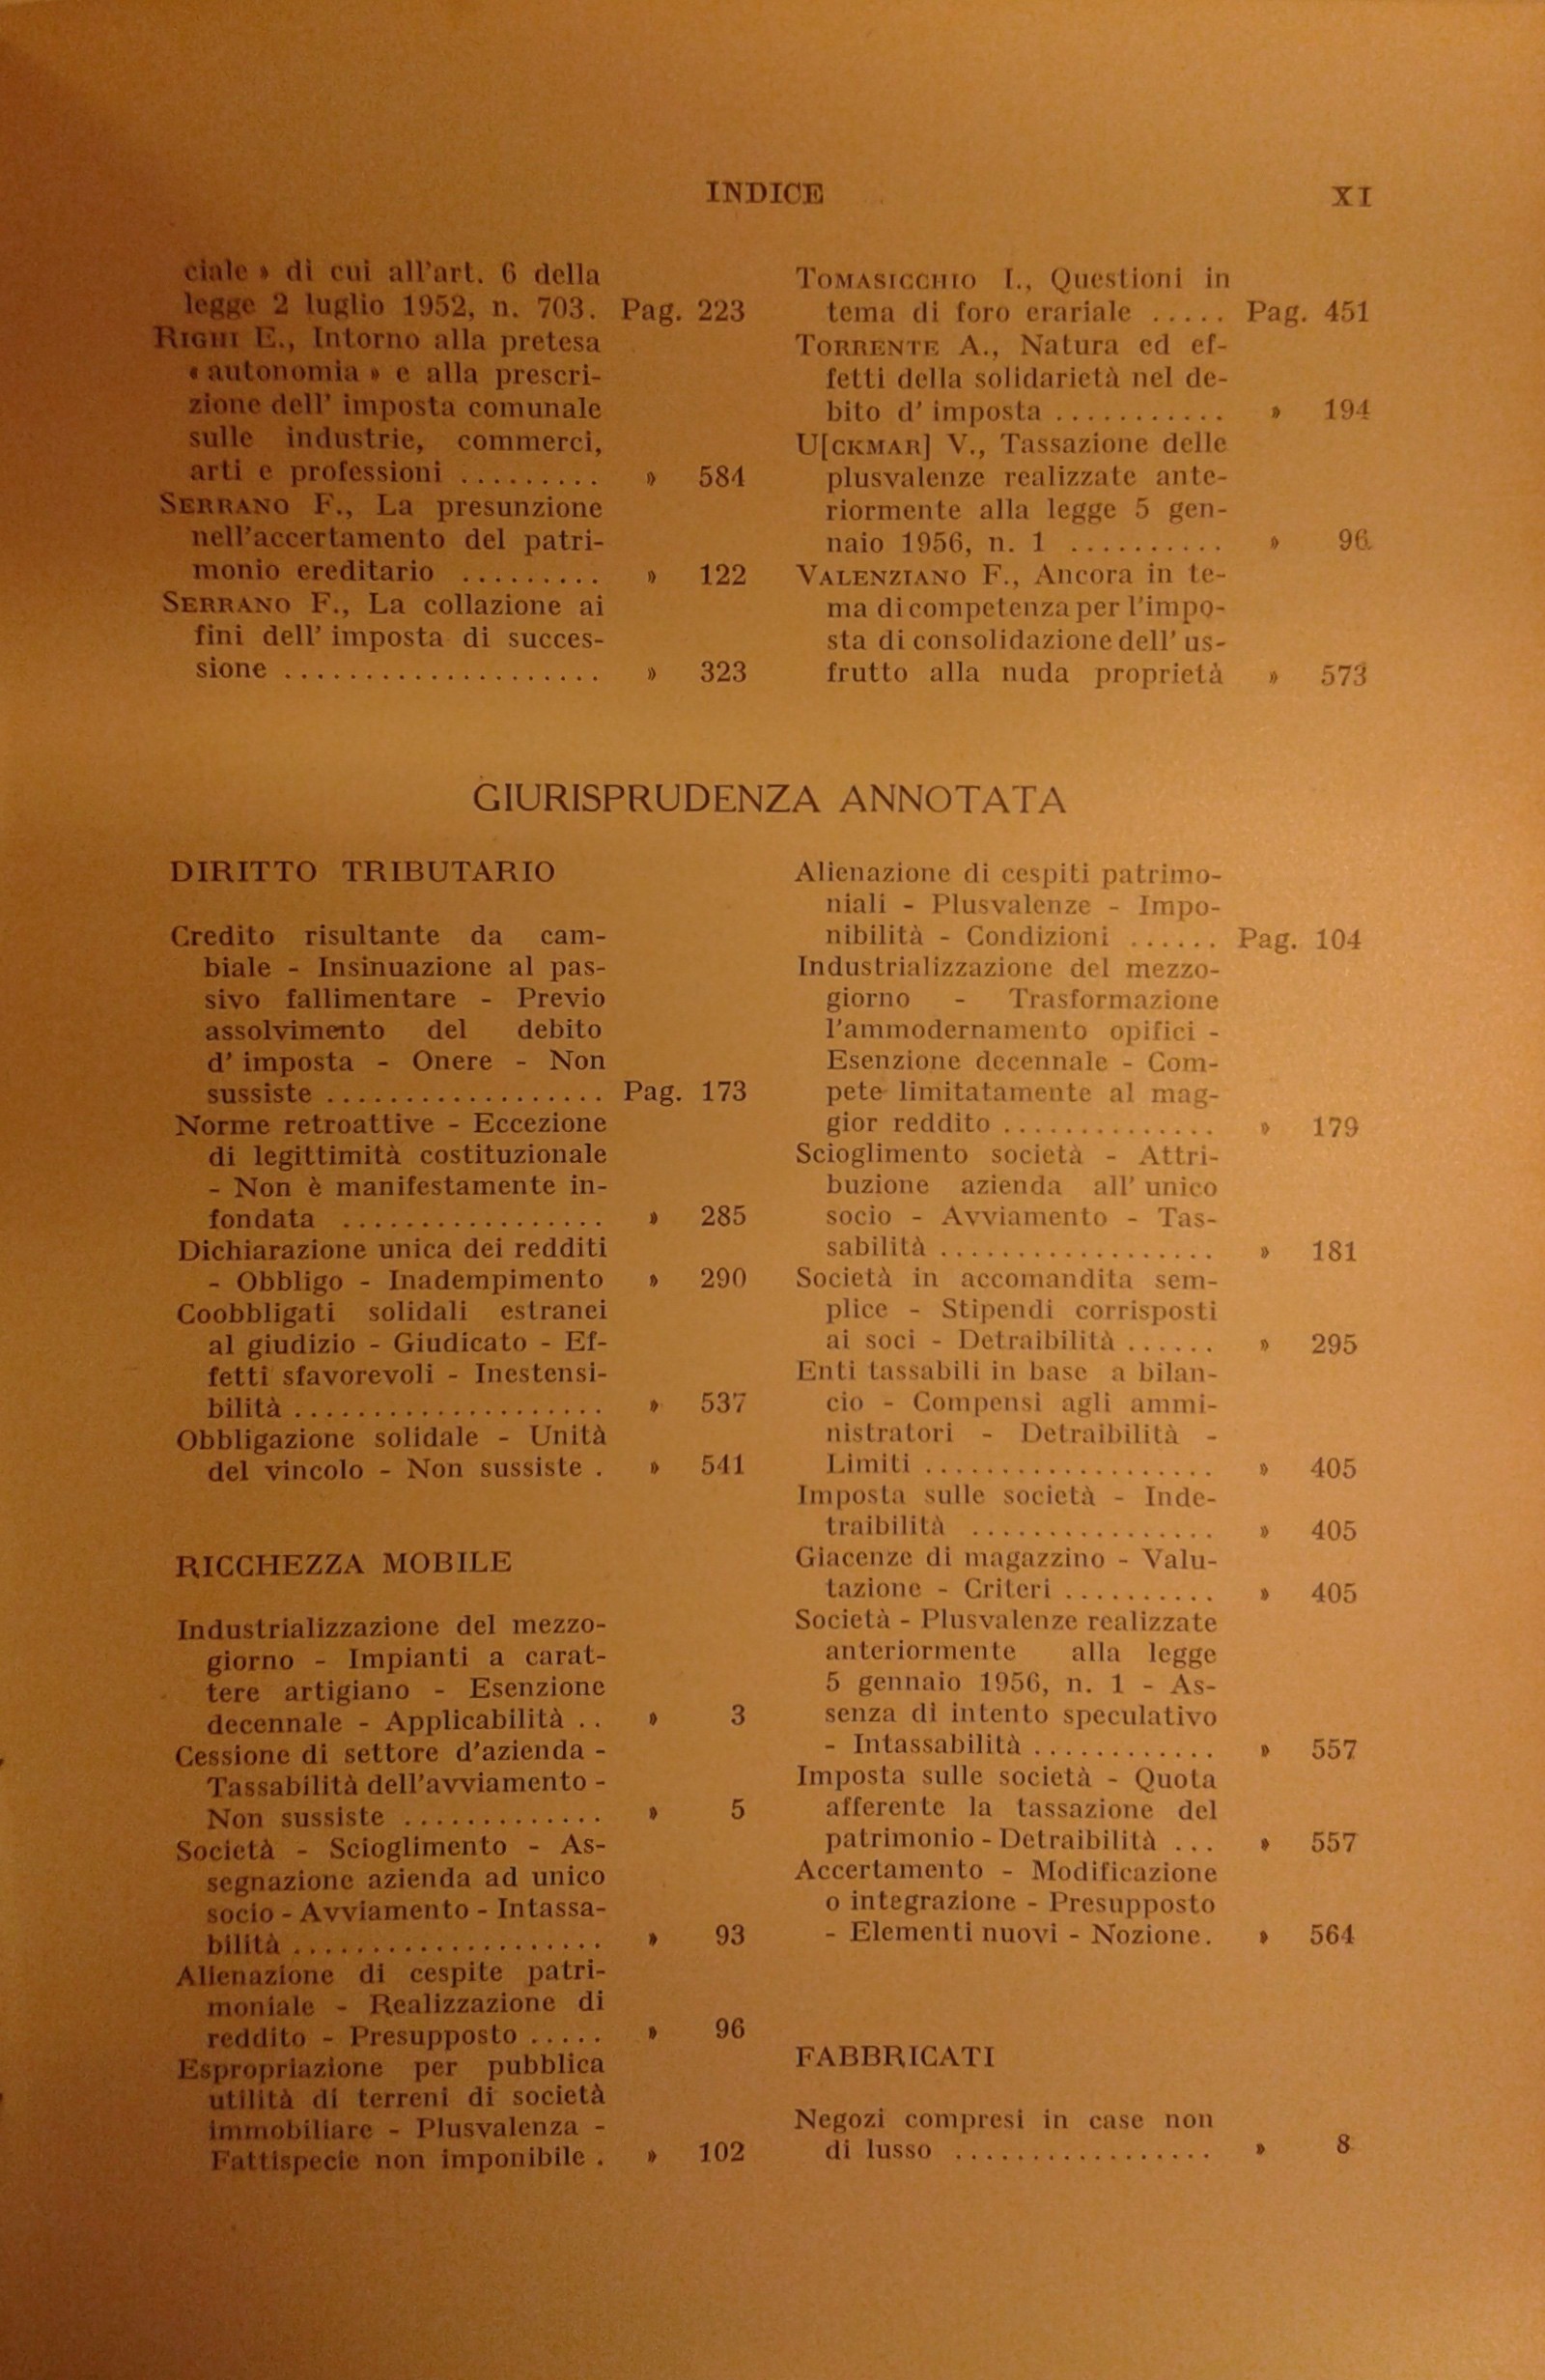 INDICE
XI
ciale » di cui all'art. 6 della
legge 2 luglio 1952, n. 703. Pag. 223
RIGHI E., Intorno alla pretesa
« autonomia » e alla prescri-
zione dell' imposta comunale
sulle industrie, commerci,
arti e professioni ......... » 584
SERRANO F., La presunzione
nell'accertamento del patri-
monio ereditario ......... » 122
SERRANO F., La collazione ai
fini dell' imposta di succes-
sione .................... » 323
TOMASICCHIO I., Questioni in
tema di foro erariale ..... Pag. 451
TORRENTE A., Natura ed ef-
fetti della solidarietà nel de-
bito d' imposta ........... » 194
U[CKMAR] V., Tassazione delle
plusvalenze realizzate ante-
riormente alla legge 5 gen-
naio 1956, n. 1 .......... » 96
VALENZIANO F., Ancora in te-
ma di competenza per l'impo-
sta di consolidazione dell' us-
frutto alla nuda proprietà » 573
GIURISPRUDENZA ANNOTATA
DIRITTO TRIBUTARIO
Credito risultante da cam-
biale - Insinuazione al pas-
sivo fallimentare - Previo
assolvimento del debito
d' imposta - Onere - Non
sussiste .................. Pag. 173
Norme retroattive - Eccezione
di legittimità costituzionale
- Non è manifestamente in-
fondata ................. » 285
Dichiarazione unica dei redditi
- Obbligo - Inadempimento » 290
Coobbligati solidali estranei
al giudizio - Giudicato - Ef-
fetti sfavorevoli - Inestensi-
bilità .................... » 537
Obbligazione solidale - Unità
del vincolo - Non sussiste . » 541
RICCHEZZA MOBILE
Industrializzazione del mezzo-
giorno - Impianti a carat-
tere artigiano - Esenzione
decennale - Applicabilità .. » 3
Cessione di settore d'azienda -
Tassabilità dell'avviamento -
Non sussiste ............. » 5
Società - Scioglimento - As-
segnazione azienda ad unico
socio - Avviamento - Intassa-
bilità .................... » 93
Alienazione di cespite patri-
moniale - Realizzazione di
reddito - Presupposto ..... » 96
Espropriazione per pubblica
utilità di terreni di società
immobiliare - Plusvalenza -
Fattispecie non imponibile . » 102
Alienazione di cespiti patrimo-
niali - Plusvalenze - Impo-
nibilità - Condizioni ...... Pag. 104
Industrializzazione del mezzo-
giorno - Trasformazione
l'ammodernamento opifici -
Esenzione decennale - Com-
pete limitatamente al mag-
gior reddito .............. » 179
Scioglimento società - Attri-
buzione azienda all' unico
socio - Avviamento - Tas-
sabilità .................. » 181
Società in accomandita sem-
plice - Stipendi corrisposti
ai soci - Detraibilità ...... » 295
Enti tassabili in base a bilan-
cio - Compensi agli ammi-
nistratori - Detraibilità -
Limiti ................... » 405
Imposta sulle società - Inde-
traibilità ................ » 405
Giacenze di magazzino - Valu-
tazione - Criteri .......... » 405
Società - Plusvalenze realizzate
anteriormente alla legge
5 gennaio 1956, n. 1 - As-
senza di intento speculativo
- Intassabilità ............ » 557
Imposta sulle società - Quota
afferente la tassazione del
patrimonio - Detraibilità ... » 557
Accertamento - Modificazione
o integrazione - Presupposto
- Elementi nuovi - Nozione. » 564
FABBRICATI
Negozi compresi in case non
di lusso ................. » 8